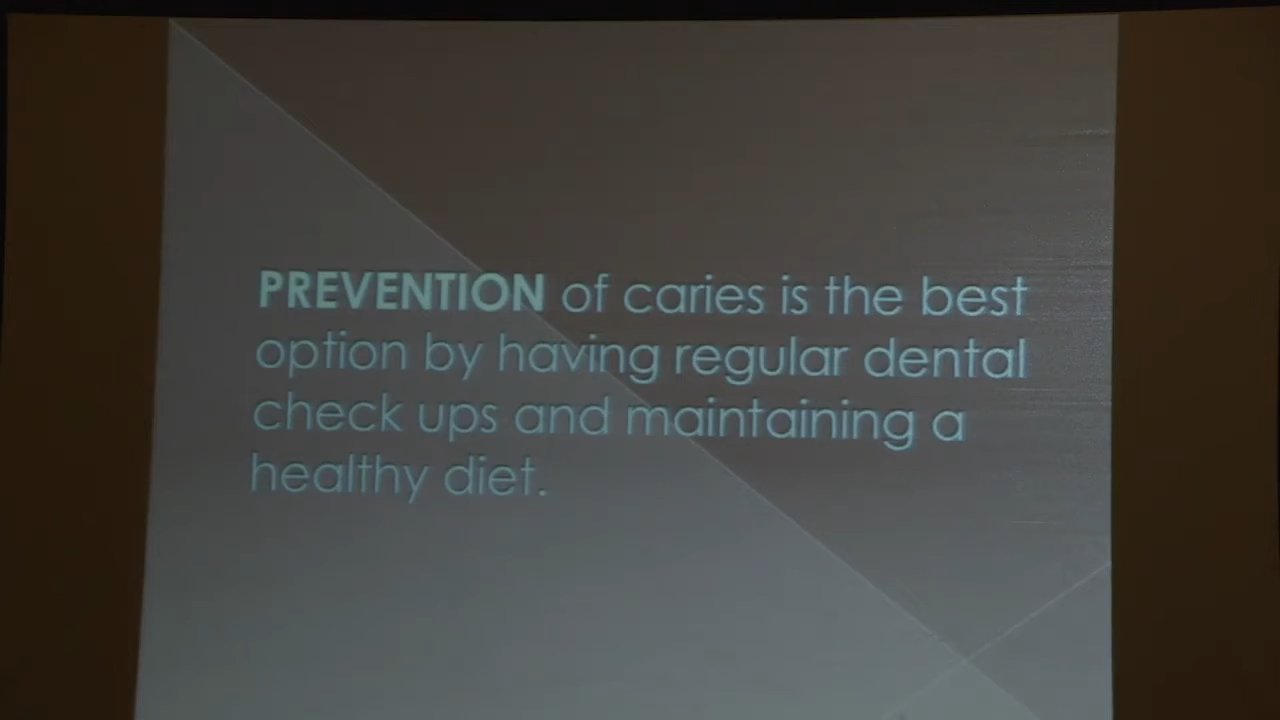 PREVENTION of caries is the best
option by having regular dental
check ups and maintaining a
healthy diet.